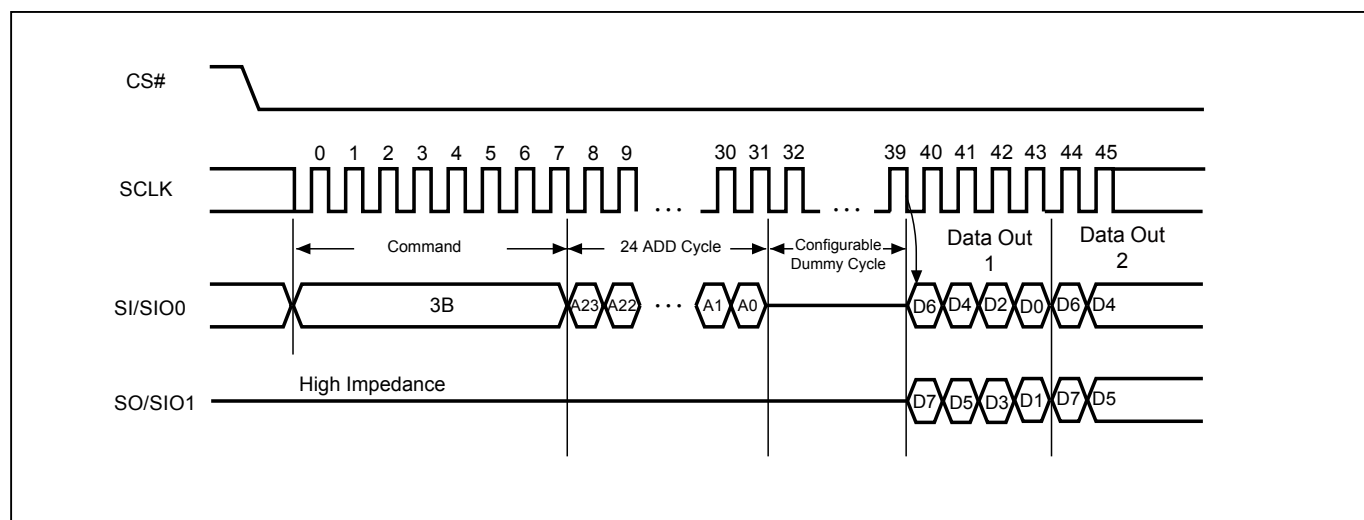 CS#
0 1 2 3 4 5 6 7 8 9 30 31 32 39 40 41 42 43 44 45
SCLK
... ...
Command 24 ADD Cycle Configurable Dummy Cycle Data Out 1 Data Out 2
SI/SIO0 3B A23 A22 ... A1 A0 D6 D4 D2 D0 D6 D4
High Impedance
SO/SIO1 D7 D5 D3 D1 D7 D5